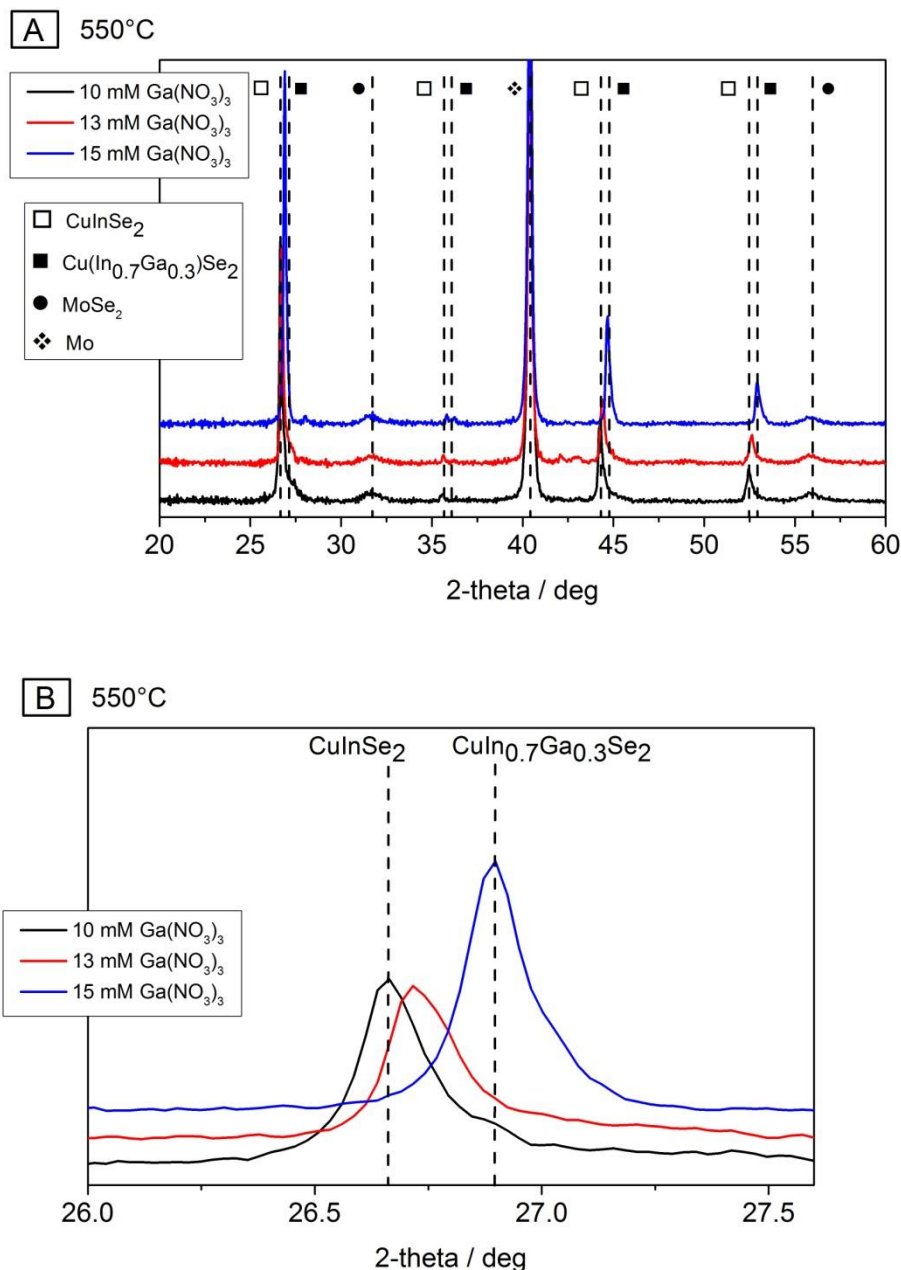 A 550°C
10 mM Ga(NO₃)₃
13 mM Ga(NO₃)₃
15 mM Ga(NO₃)₃
CuInSe₂
Cu(In₀.₇Ga₀.₃)Se₂
MoSe₂
Mo
20 25 30 35 40 45 50 55 60
2-theta / deg
B 550°C
CuInSe₂ CuIn₀.₇Ga₀.₃Se₂
10 mM Ga(NO₃)₃
13 mM Ga(NO₃)₃
15 mM Ga(NO₃)₃
26.0 26.5 27.0 27.5
2-theta / deg